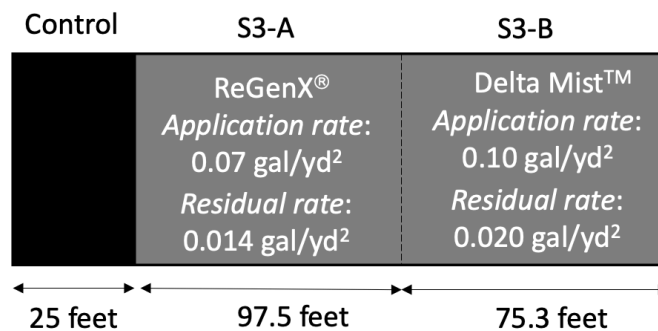 Control S3-A S3-B
ReGenX®
Application rate:
0.07 gal/yd²
Residual rate:
0.014 gal/yd²
Delta Mist™
Application rate:
0.10 gal/yd²
Residual rate:
0.020 gal/yd²
25 feet 97.5 feet 75.3 feet